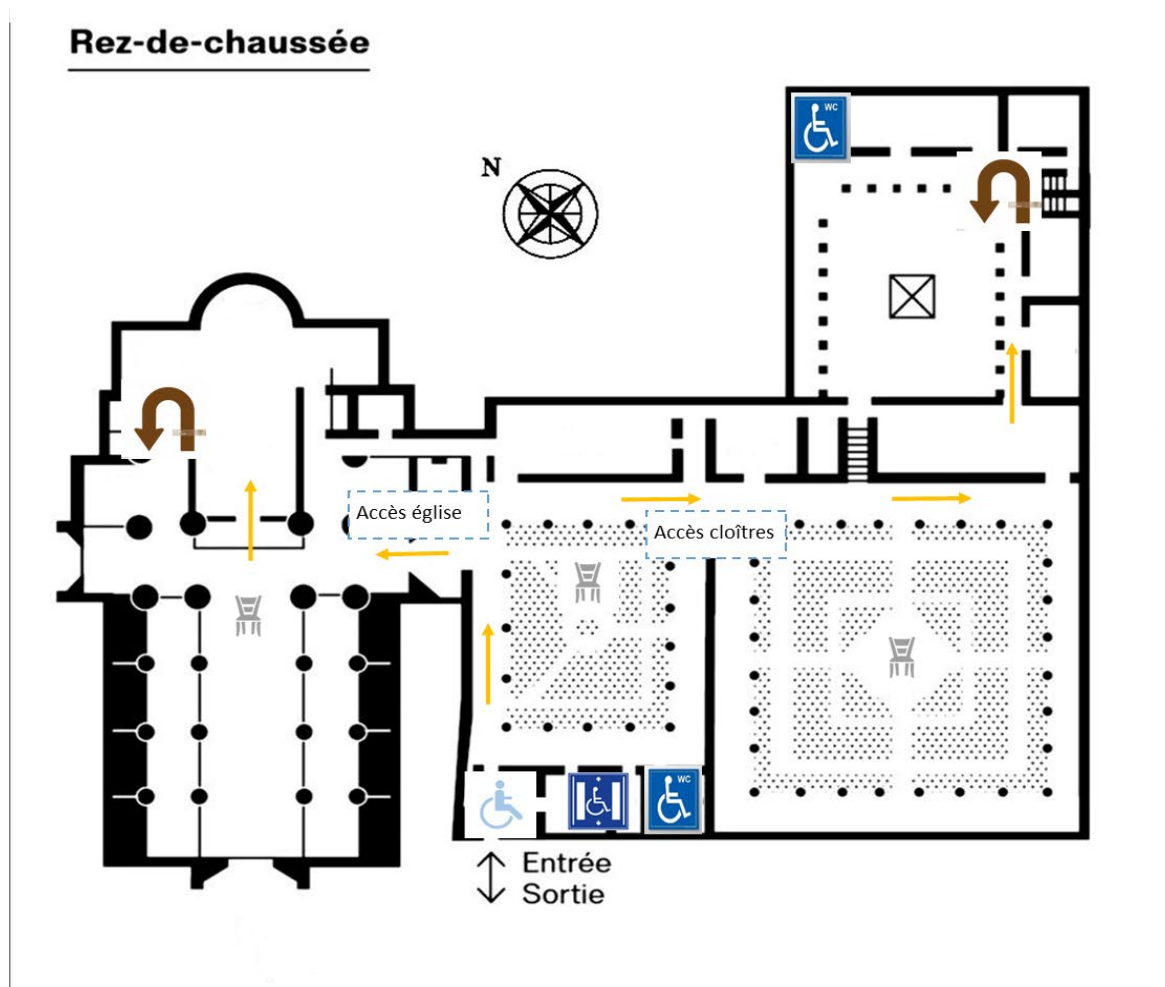 Rez-de-chaussée
WC
N
Accès église
Accès cloîtres
WC
Entrée
Sortie